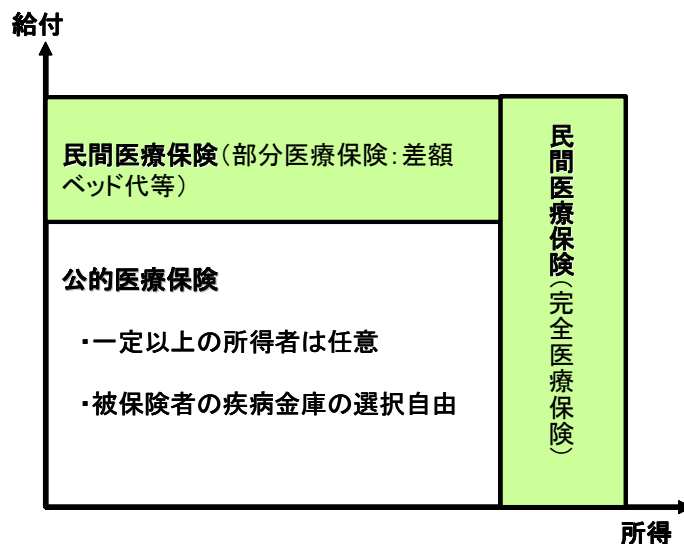 給付
民間医療保険（部分医療保険：差額
ベッド代等）
公的医療保険
・一定以上の所得者は任意
・被保険者の疾病金庫の選択自由
民間医療保険（完全医療保険）
所得